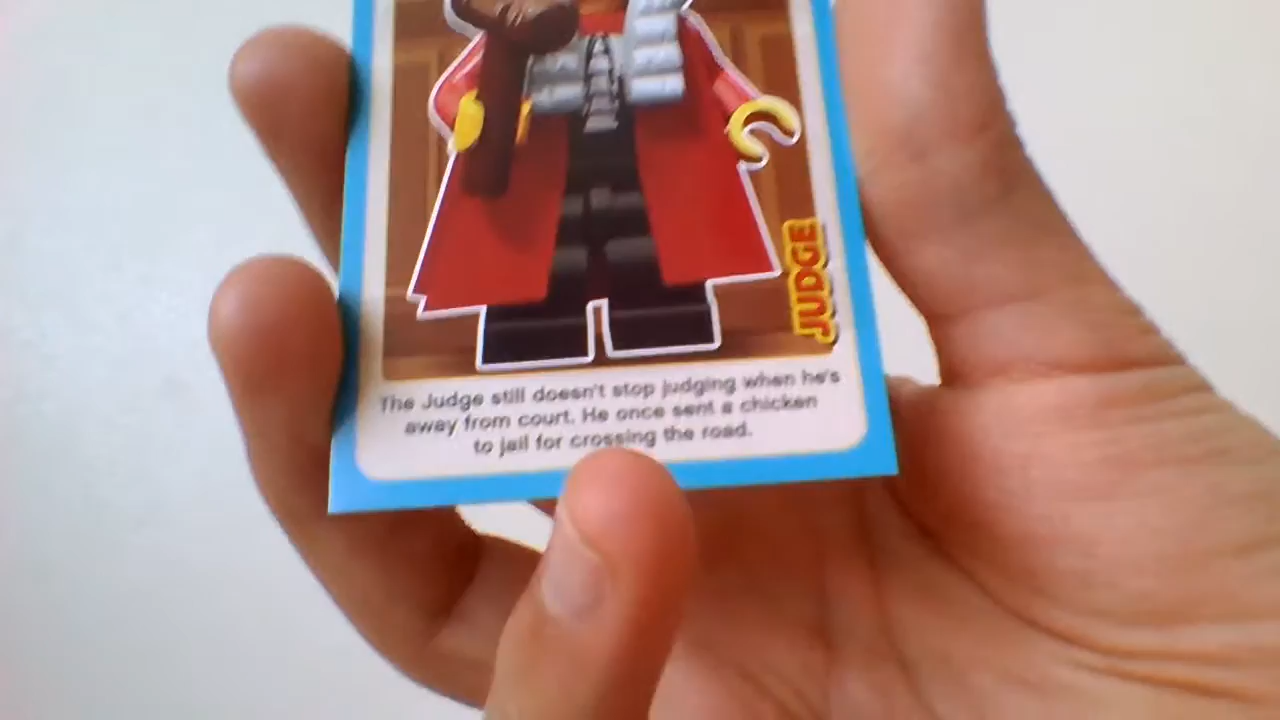 JUDGE
The Judge still doesn't stop judging when he's
away from court. He once sent a chicken
to jail for crossing the road.